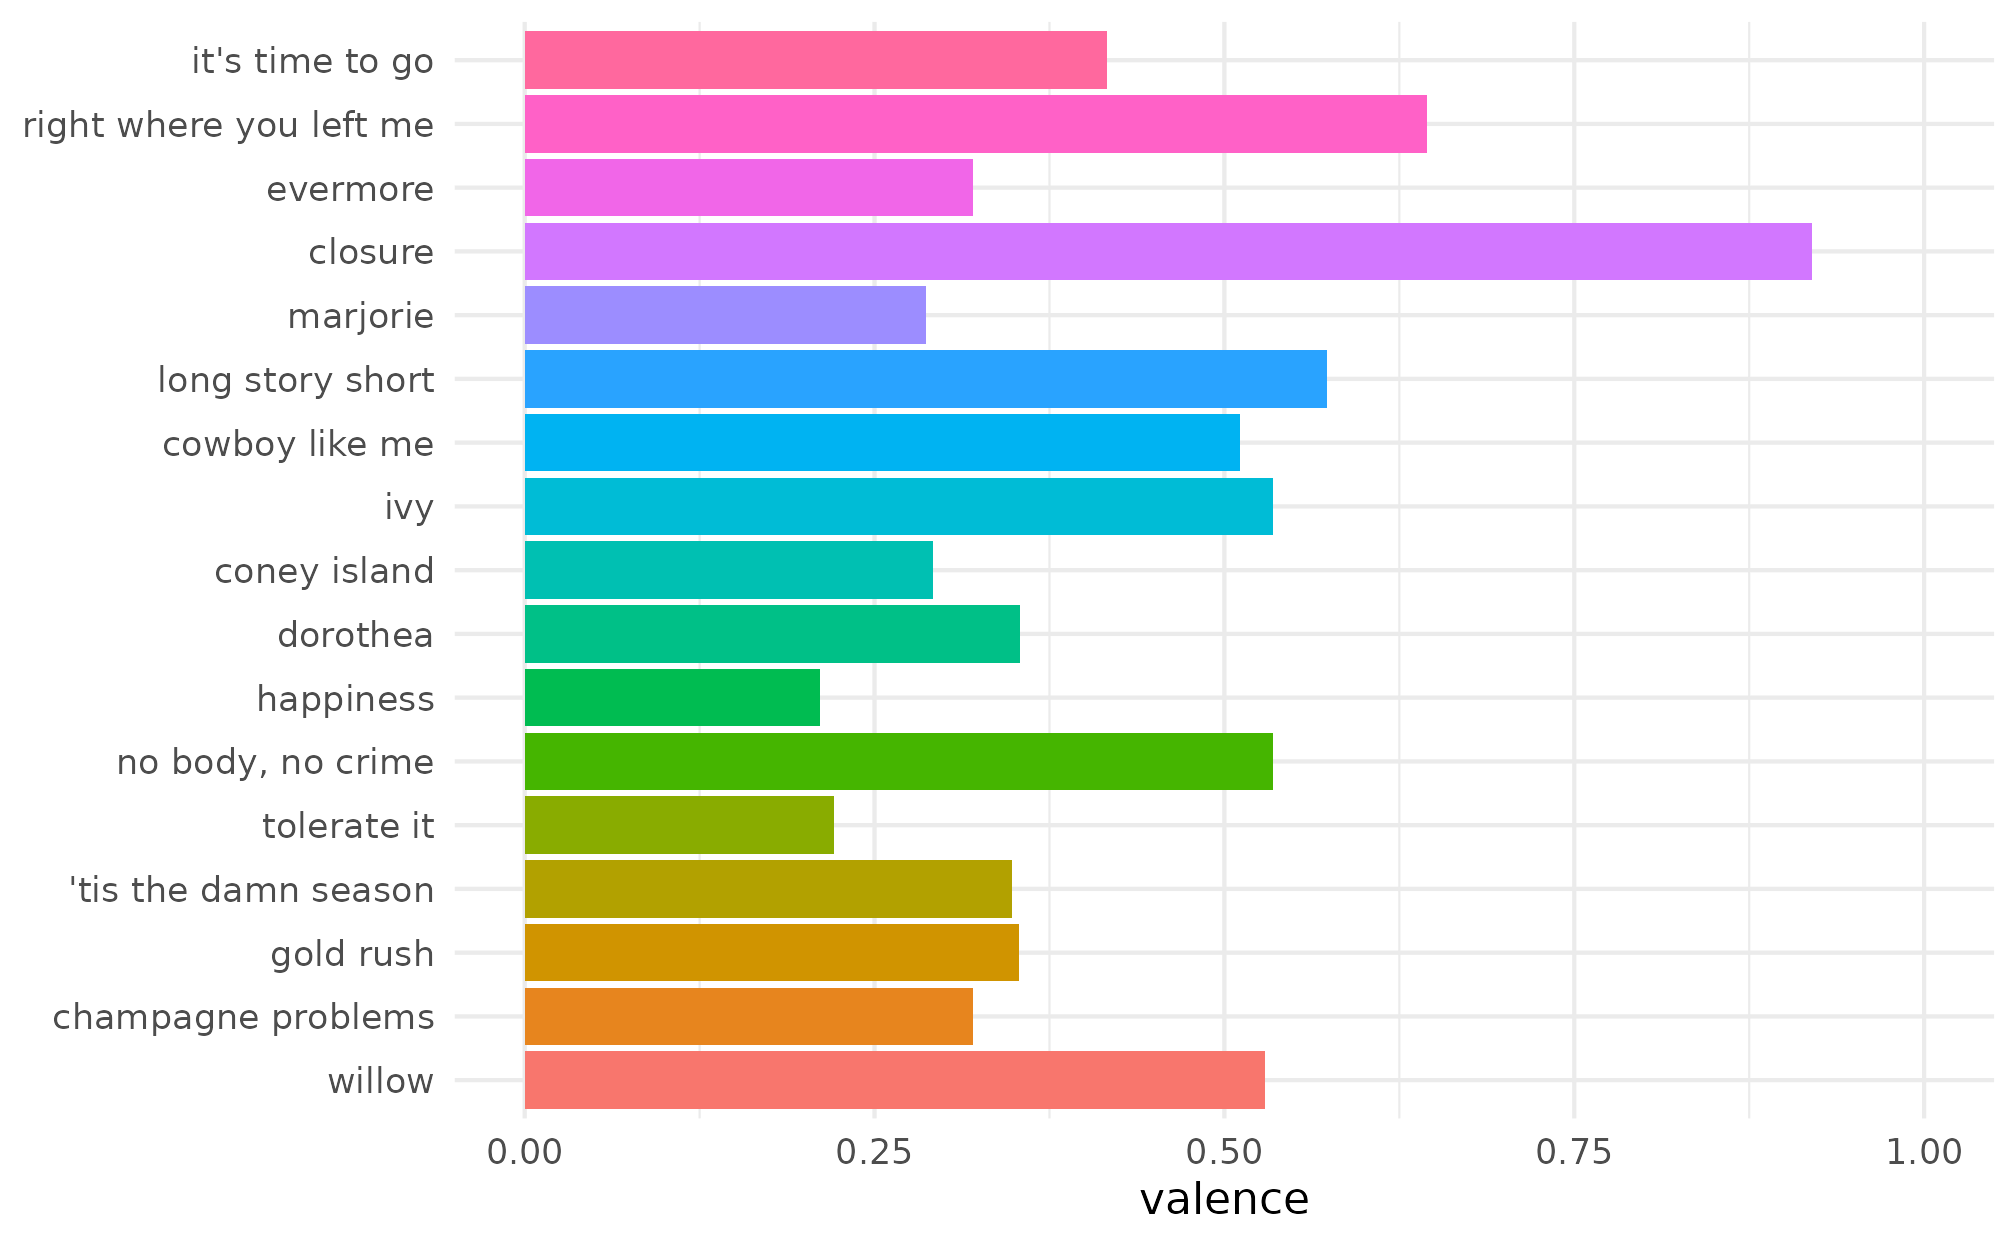 it's time to go
right where you left me
evermore
closure
marjorie
long story short
cowboy like me
ivy
coney island
dorothea
happiness
no body, no crime
tolerate it
'tis the damn season
gold rush
champagne problems
willow
0.00 0.25 0.50 0.75 1.00
valence